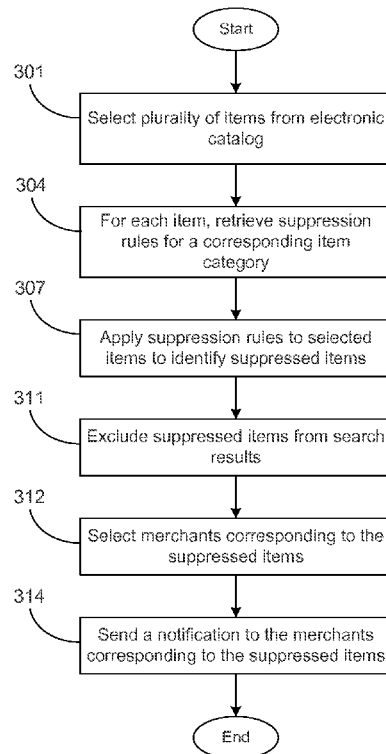 Start
301
Select plurality of items from electronic
catalog
304
For each item, retrieve suppression
rules for a corresponding item
category
307
Apply suppression rules to selected
items to identify suppressed items
311
Exclude suppressed items from search
results
312
Select merchants corresponding to the
suppressed items
314
Send a notification to the merchants
corresponding to the suppressed items
End